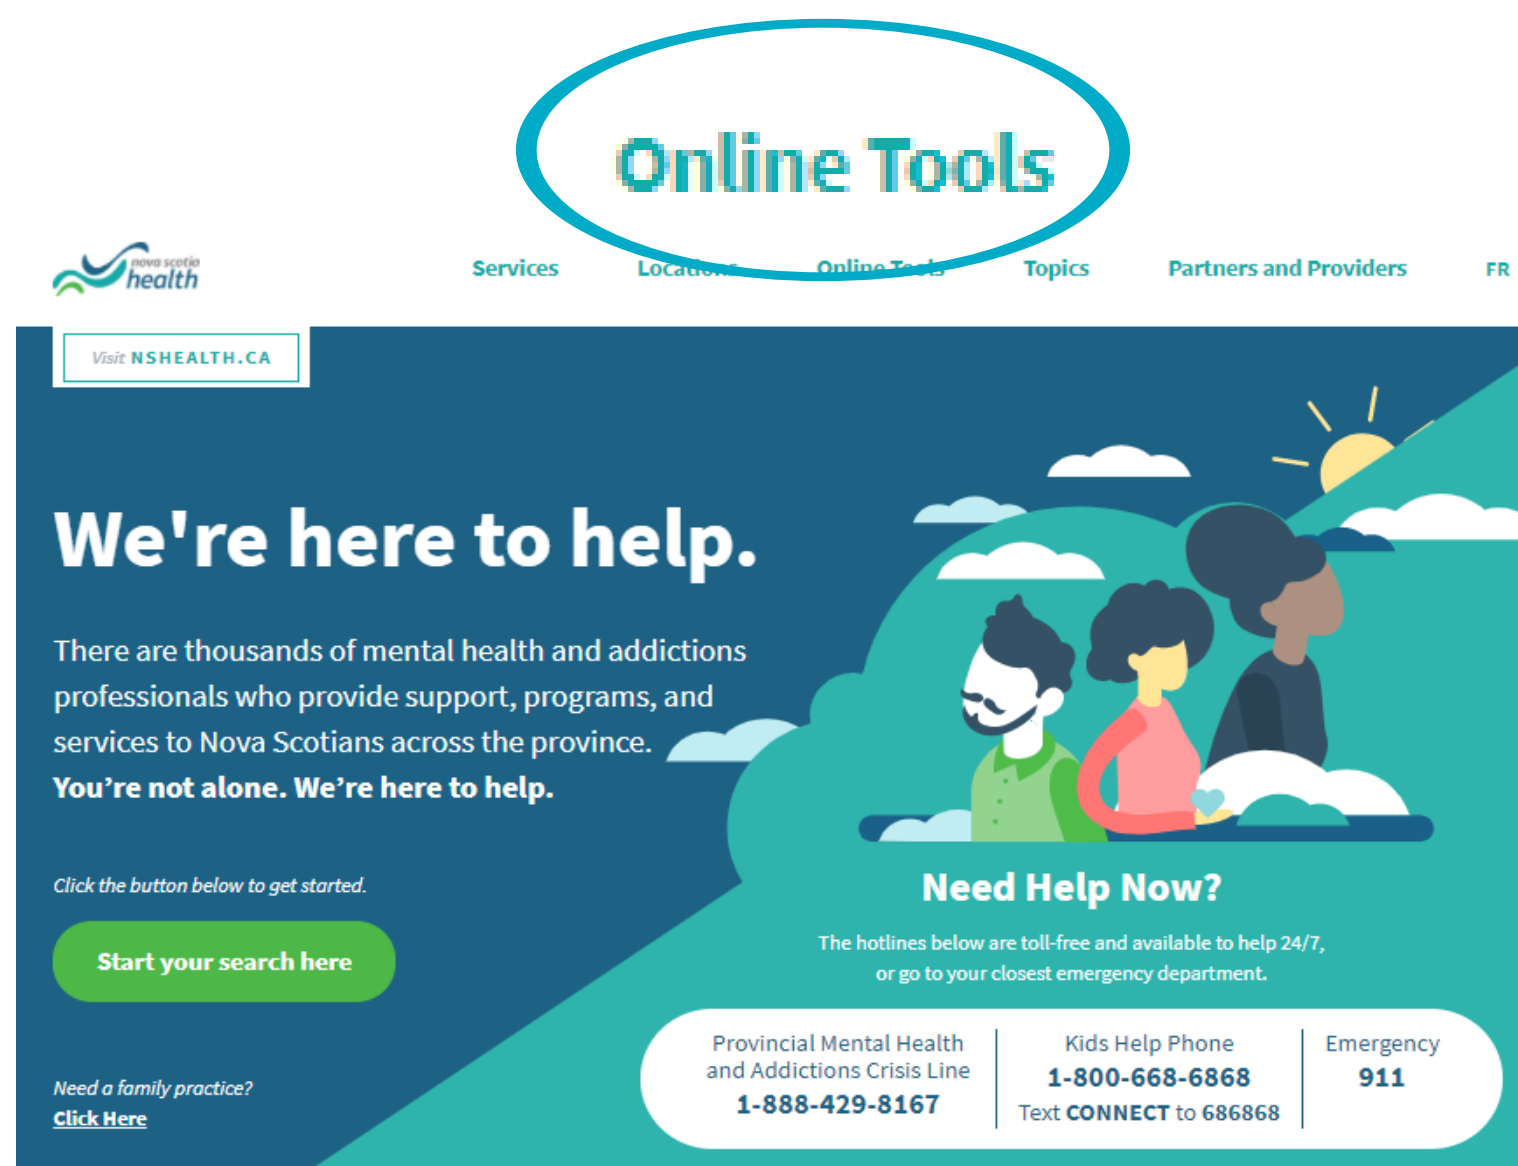 Online Tools
nova scotia
health
Services Locations Online Tools Topics Partners and Providers FR
Visit NSHEALTH.CA
We're here to help.
There are thousands of mental health and addictions
professionals who provide support, programs, and
services to Nova Scotians across the province.
You’re not alone. We’re here to help.
Click the button below to get started.
Start your search here
Need a family practice?
Click Here
Need Help Now?
The hotlines below are toll-free and available to help 24/7,
or go to your closest emergency department.
Provincial Mental Health
and Addictions Crisis Line
1-888-429-8167
Kids Help Phone
1-800-668-6868
Text CONNECT to 686868
Emergency
911